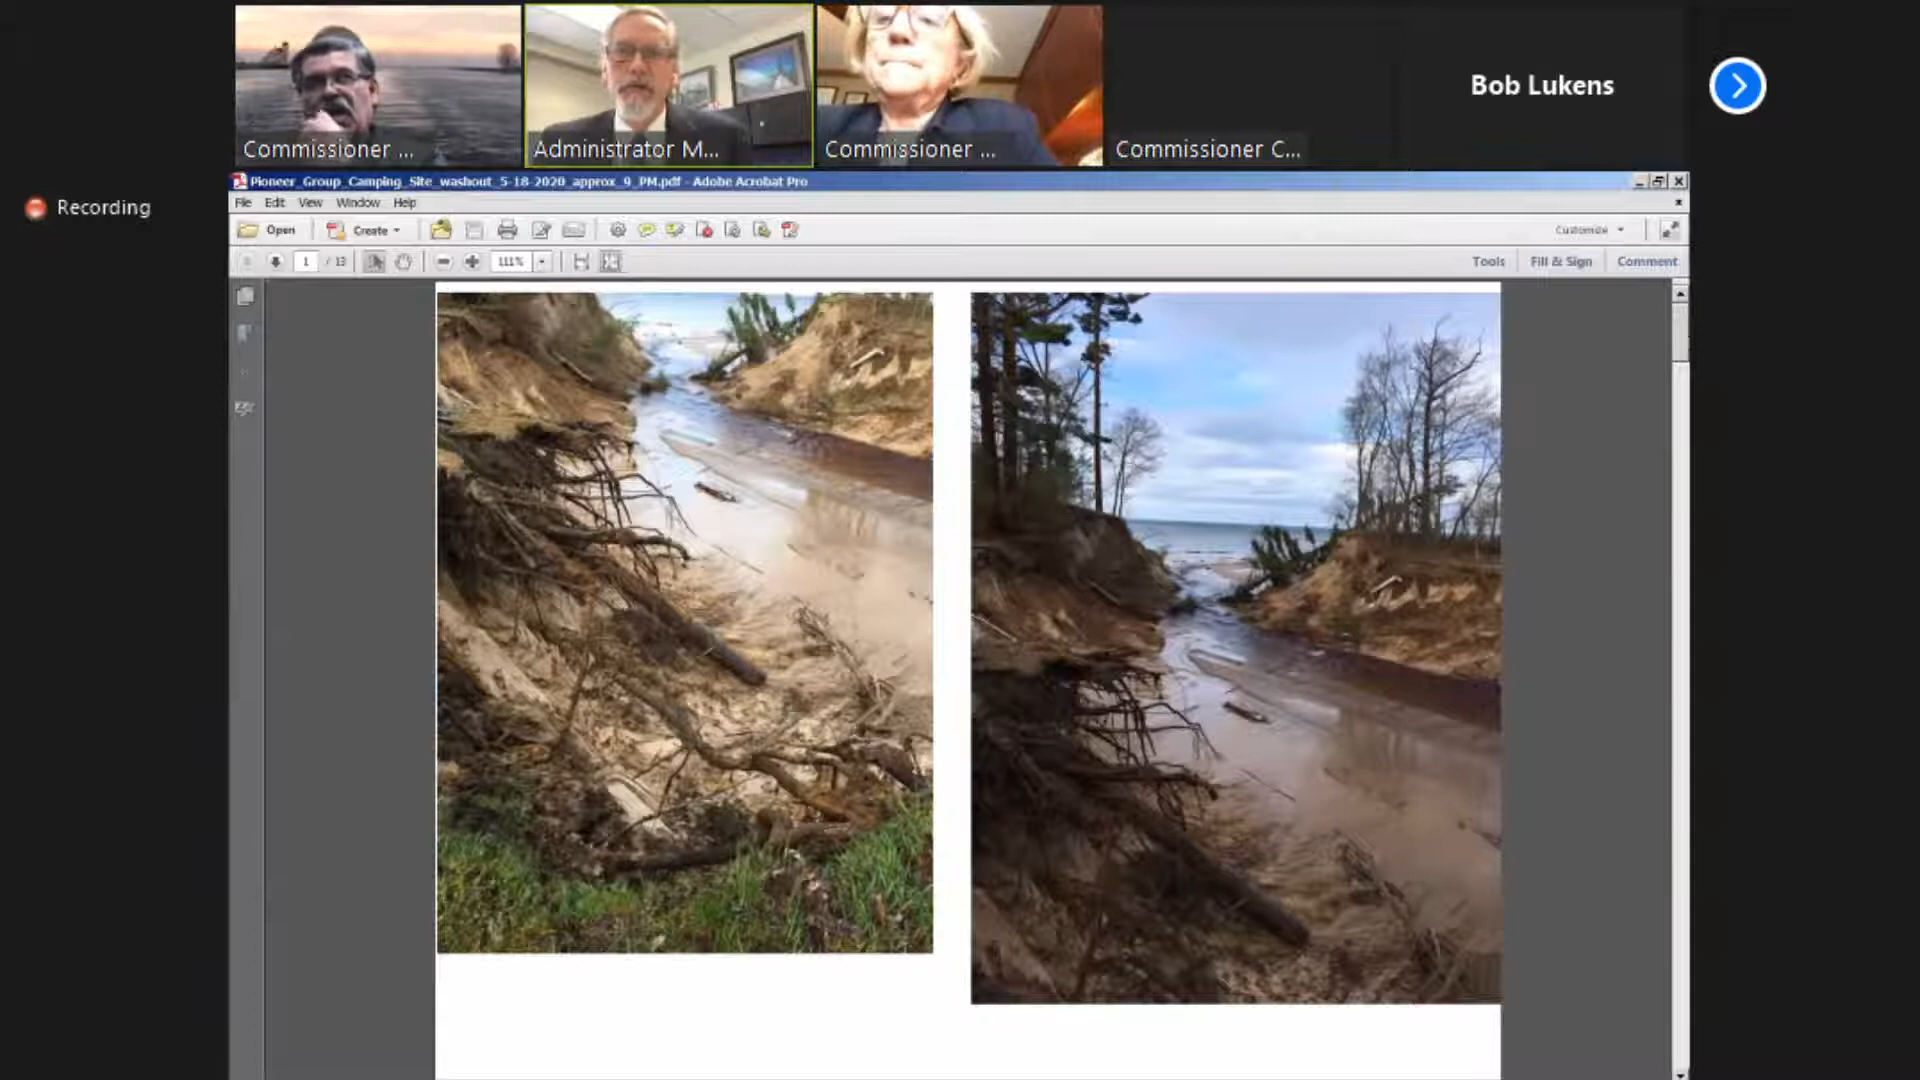 Bob Lukens
Commissioner ...
Administrator M...
Commissioner ...
Commissioner C...
Recording
Pioneer_Group_Camping_Site_washout_5-18-2020_approx_9_PM.pdf - Adobe Acrobat Pro
File Edit View Window Help
Open Create Customize
1 / 13 111% Tools Fill & Sign Comment